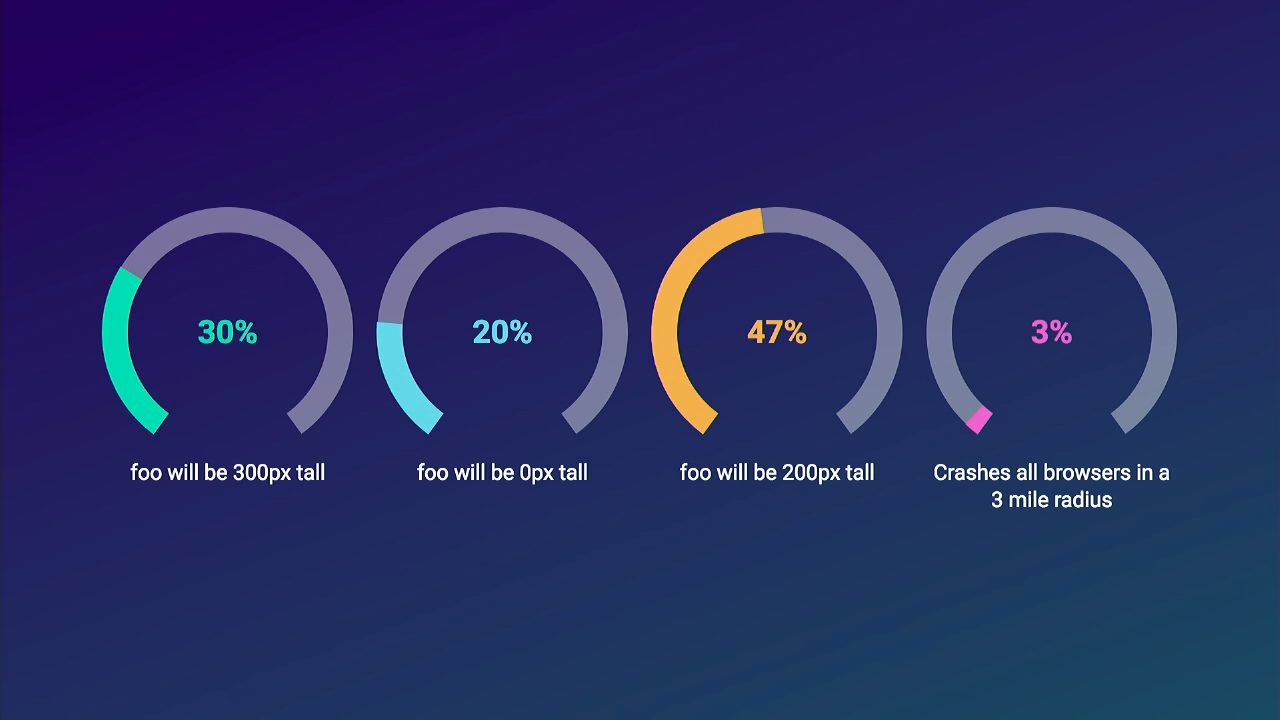 30%
20%
47%
3%
foo will be 300px tall
foo will be 0px tall
foo will be 200px tall
Crashes all browsers in a
3 mile radius